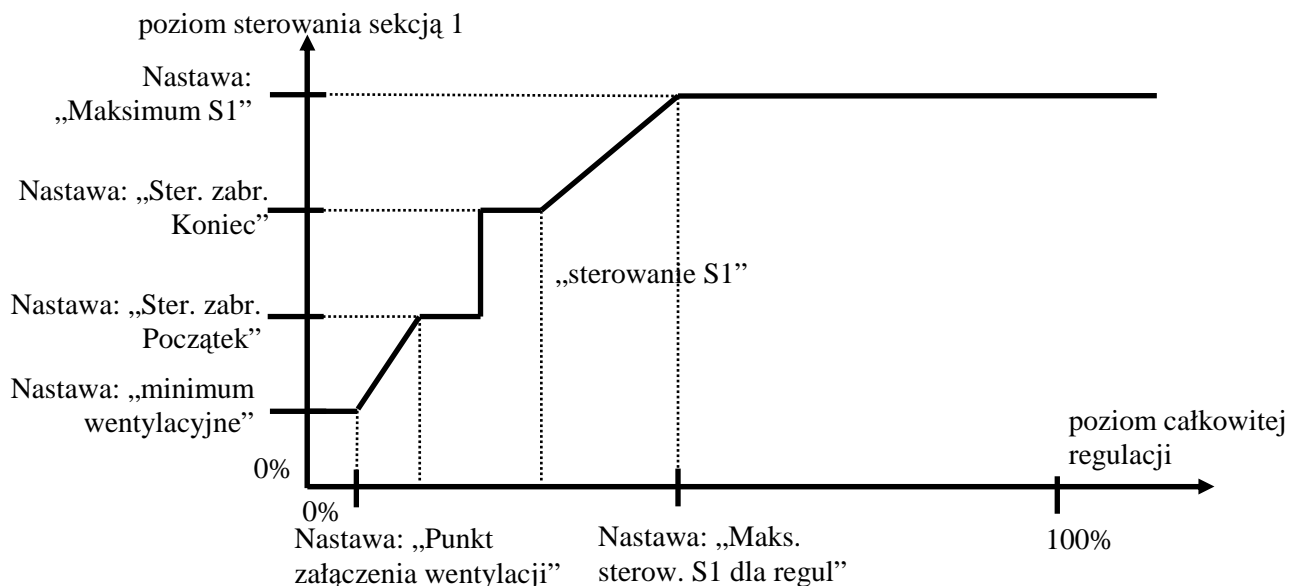 poziom sterowania sekcją 1
Nastawa:
„Maksimum S1”
Nastawa: „Ster. zabr.
Koniec”
„sterowanie S1”
Nastawa: „Ster. zabr.
Początek”
Nastawa: „minimum
wentylacyjne”
poziom całkowitej
regulacji
0%
0%
Nastawa: „Punkt
załączenia wentylacji”
Nastawa: „Maks.
sterow. S1 dla regul”
100%